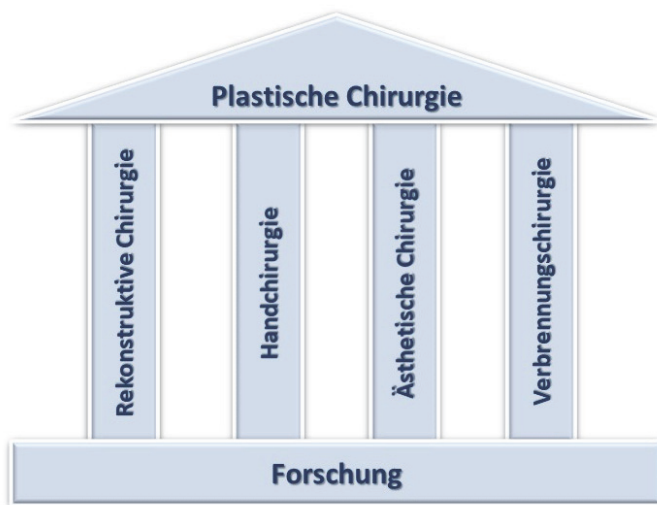 Plastische Chirurgie
Rekonstruktive Chirurgie
Handchirurgie
Ästhetische Chirurgie
Verbrennungschirurgie
Forschung